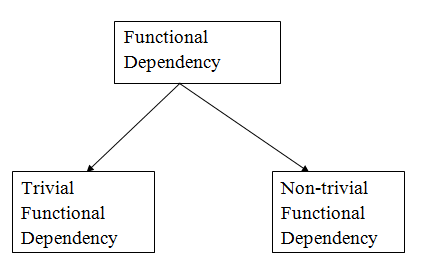 Functional
Dependency
Trivial
Functional
Dependency
Non-trivial
Functional
Dependency